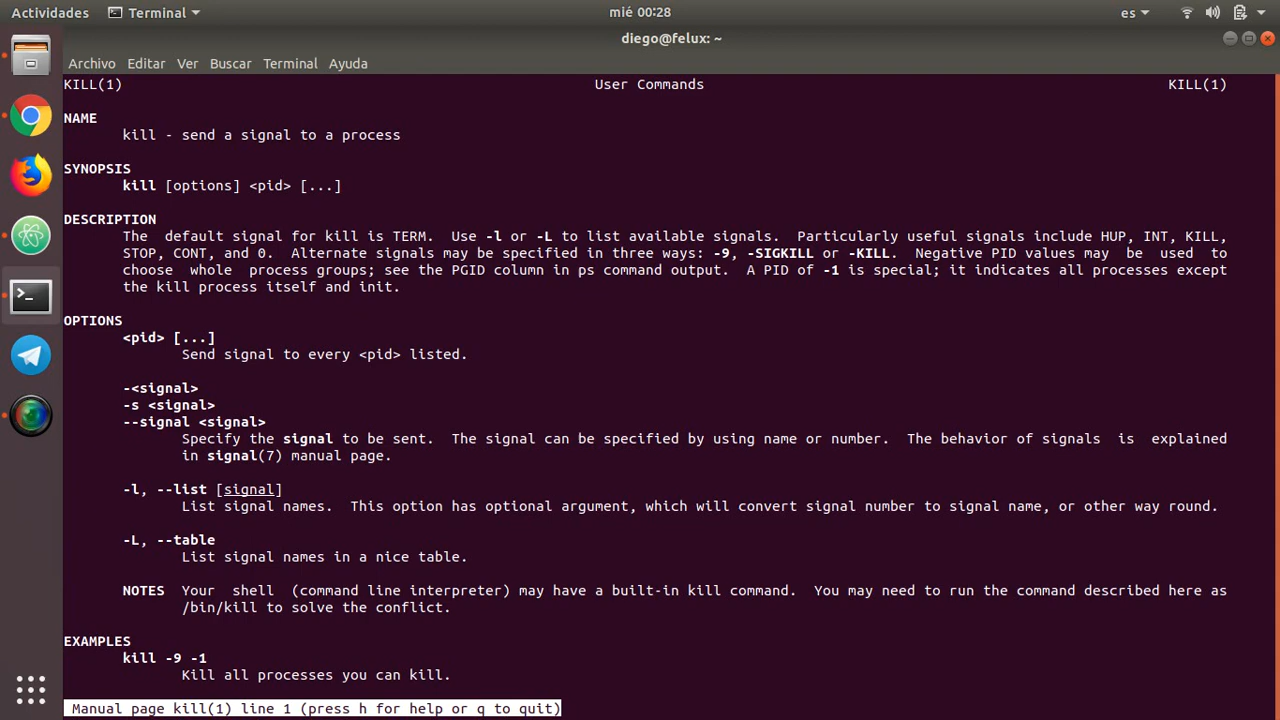 Actividades Terminal mié 00:28 es
diego@felux: ~
Archivo Editar Ver Buscar Terminal Ayuda
KILL(1) User Commands KILL(1)
NAME
kill - send a signal to a process
SYNOPSIS
kill [options] <pid> [...]
DESCRIPTION
The default signal for kill is TERM. Use -l or -L to list available signals. Particularly useful signals include HUP, INT, KILL,
STOP, CONT, and 0. Alternate signals may be specified in three ways: -9, -SIGKILL or -KILL. Negative PID values may be used to
choose whole process groups; see the PGID column in ps command output. A PID of -1 is special; it indicates all processes except
the kill process itself and init.
OPTIONS
<pid> [...]
Send signal to every <pid> listed.
-<signal>
-s <signal>
--signal <signal>
Specify the signal to be sent. The signal can be specified by using name or number. The behavior of signals is explained
in signal(7) manual page.
-l, --list [signal]
List signal names. This option has optional argument, which will convert signal number to signal name, or other way round.
-L, --table
List signal names in a nice table.
NOTES Your shell (command line interpreter) may have a built-in kill command. You may need to run the command described here as
/bin/kill to solve the conflict.
EXAMPLES
kill -9 -1
Kill all processes you can kill.
Manual page kill(1) line 1 (press h for help or q to quit)